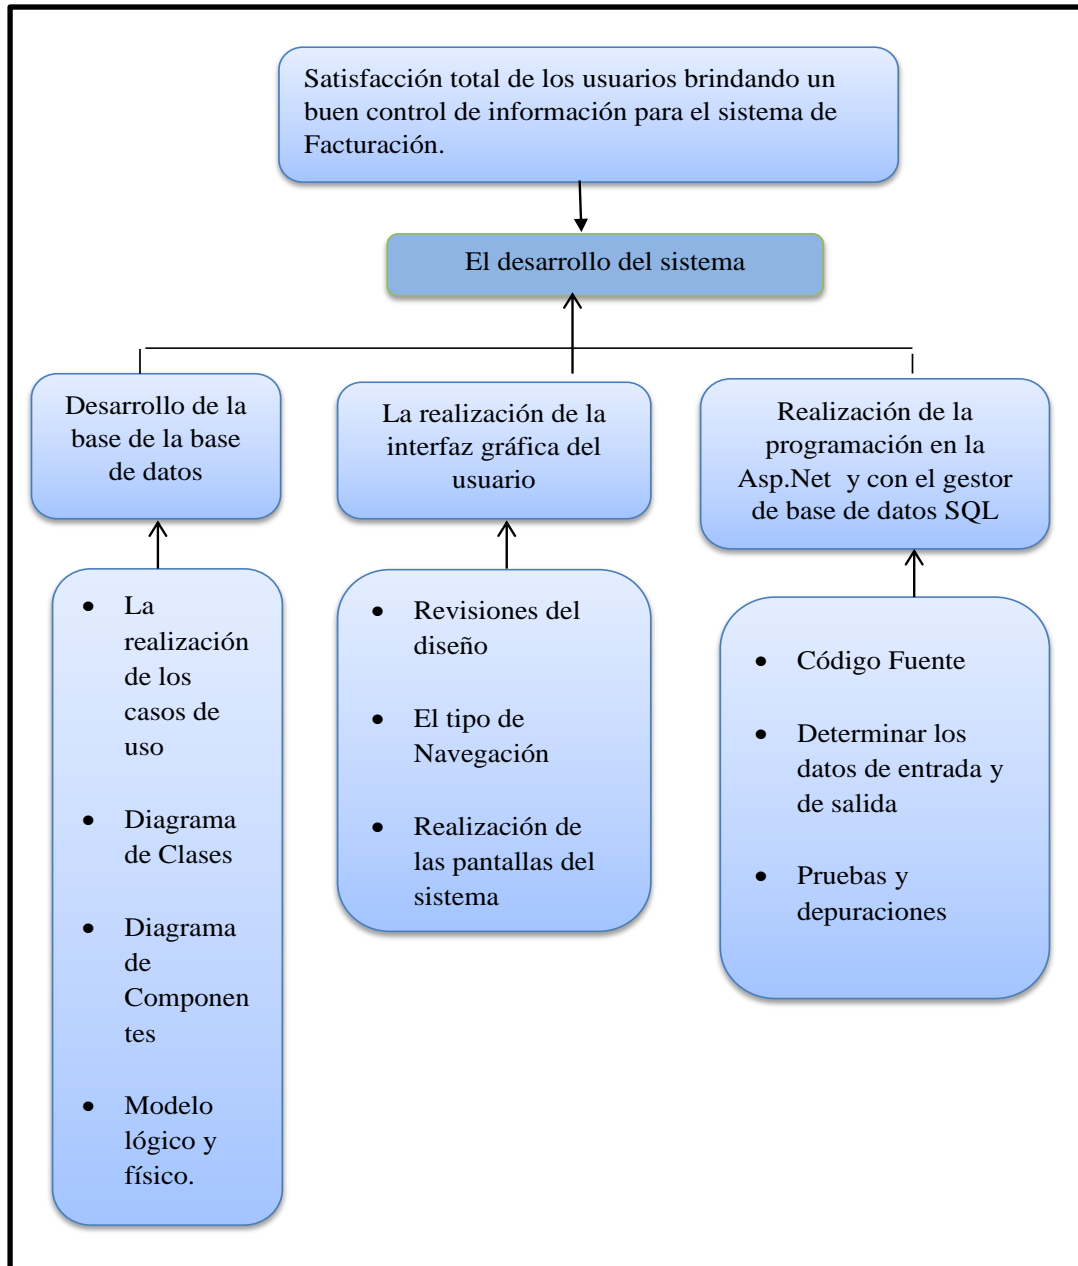 Satisfacción total de los usuarios brindando un
buen control de información para el sistema de
Facturación.
El desarrollo del sistema
Desarrollo de la
base de la base
de datos
La realización de la
interfaz gráfica del
usuario
Realización de la
programación en la
Asp.Net y con el gestor
de base de datos SQL
• La
realización
de los
casos de
uso
• Diagrama
de Clases
• Diagrama
de
Componen
tes
• Modelo
lógico y
físico.
• Revisiones del
diseño
• El tipo de
Navegación
• Realización de
las pantallas del
sistema
• Código Fuente
• Determinar los
datos de entrada y
de salida
• Pruebas y
depuraciones